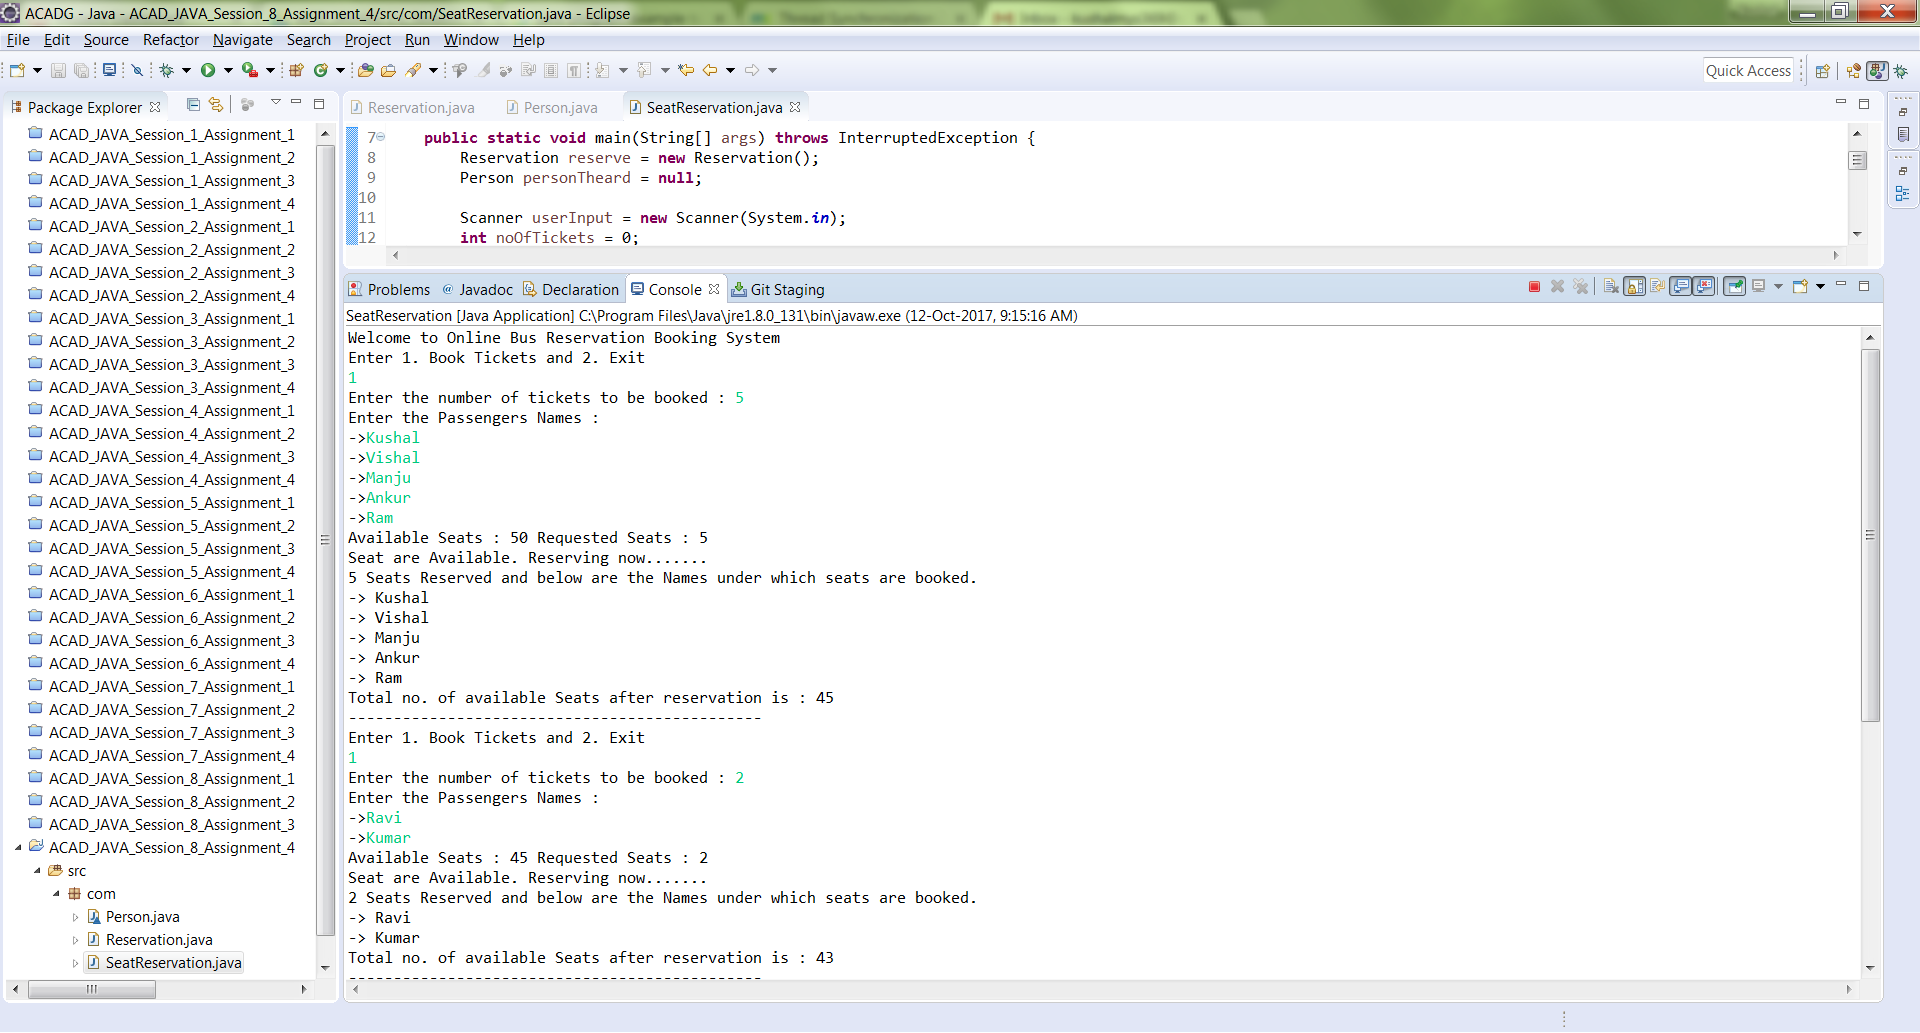 ACADG - Java - ACAD_JAVA_Session_8_Assignment_4/src/com/SeatReservation.java - Eclipse
File Edit Source Refactor Navigate Search Project Run Window Help
Quick Access
Package Explorer
ACAD_JAVA_Session_1_Assignment_1
ACAD_JAVA_Session_1_Assignment_2
ACAD_JAVA_Session_1_Assignment_3
ACAD_JAVA_Session_1_Assignment_4
ACAD_JAVA_Session_2_Assignment_1
ACAD_JAVA_Session_2_Assignment_2
ACAD_JAVA_Session_2_Assignment_3
ACAD_JAVA_Session_2_Assignment_4
ACAD_JAVA_Session_3_Assignment_1
ACAD_JAVA_Session_3_Assignment_2
ACAD_JAVA_Session_3_Assignment_3
ACAD_JAVA_Session_3_Assignment_4
ACAD_JAVA_Session_4_Assignment_1
ACAD_JAVA_Session_4_Assignment_2
ACAD_JAVA_Session_4_Assignment_3
ACAD_JAVA_Session_4_Assignment_4
ACAD_JAVA_Session_5_Assignment_1
ACAD_JAVA_Session_5_Assignment_2
ACAD_JAVA_Session_5_Assignment_3
ACAD_JAVA_Session_5_Assignment_4
ACAD_JAVA_Session_6_Assignment_1
ACAD_JAVA_Session_6_Assignment_2
ACAD_JAVA_Session_6_Assignment_3
ACAD_JAVA_Session_6_Assignment_4
ACAD_JAVA_Session_7_Assignment_1
ACAD_JAVA_Session_7_Assignment_2
ACAD_JAVA_Session_7_Assignment_3
ACAD_JAVA_Session_7_Assignment_4
ACAD_JAVA_Session_8_Assignment_1
ACAD_JAVA_Session_8_Assignment_2
ACAD_JAVA_Session_8_Assignment_3
ACAD_JAVA_Session_8_Assignment_4
src
com
Person.java
Reservation.java
SeatReservation.java
Reservation.java Person.java SeatReservation.java
7 public static void main(String[] args) throws InterruptedException {
8 Reservation reserve = new Reservation();
9 Person personTheard = null;
10
11 Scanner userInput = new Scanner(System.in);
12 int noOfTickets = 0;
Problems @ Javadoc Declaration Console Git Staging
SeatReservation [Java Application] C:\Program Files\Java\jre1.8.0_131\bin\javaw.exe (12-Oct-2017, 9:15:16 AM)
Welcome to Online Bus Reservation Booking System
Enter 1. Book Tickets and 2. Exit
1
Enter the number of tickets to be booked : 5
Enter the Passengers Names :
->Kushal
->Vishal
->Manju
->Ankur
->Ram
Available Seats : 50 Requested Seats : 5
Seat are Available. Reserving now.......
5 Seats Reserved and below are the Names under which seats are booked.
-> Kushal
-> Vishal
-> Manju
-> Ankur
-> Ram
Total no. of available Seats after reservation is : 45
----------------------------------------------
Enter 1. Book Tickets and 2. Exit
1
Enter the number of tickets to be booked : 2
Enter the Passengers Names :
->Ravi
->Kumar
Available Seats : 45 Requested Seats : 2
Seat are Available. Reserving now.......
2 Seats Reserved and below are the Names under which seats are booked.
-> Ravi
-> Kumar
Total no. of available Seats after reservation is : 43
----------------------------------------------